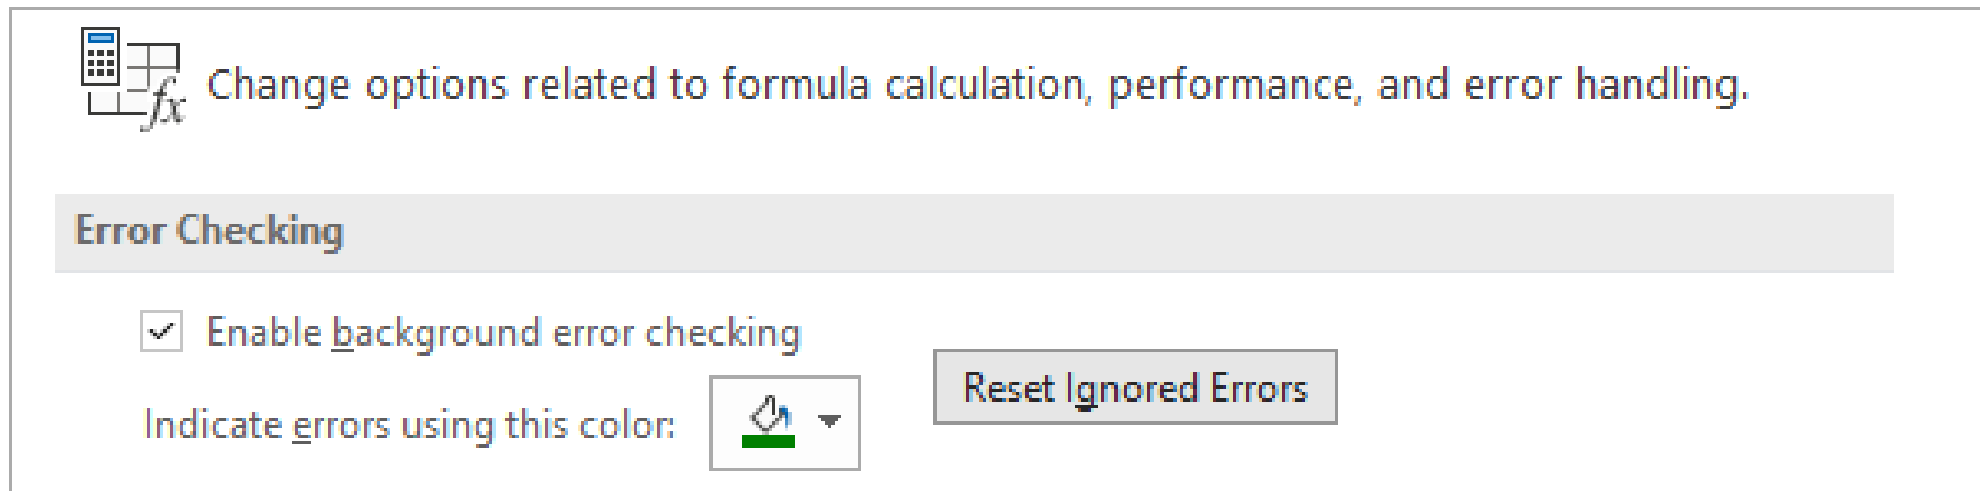 fx
Change options related to formula calculation, performance, and error handling.
Error Checking
Enable background error checking
Reset Ignored Errors
Indicate errors using this color: